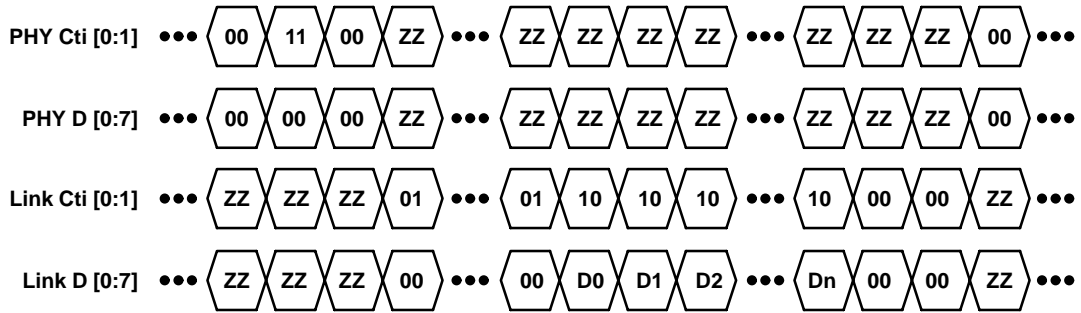 PHY Cti [0:1] ••• 00 11 00 ZZ ••• ZZ ZZ ZZ ZZ ••• ZZ ZZ ZZ 00 •••
PHY D [0:7] ••• 00 00 00 ZZ ••• ZZ ZZ ZZ ZZ ••• ZZ ZZ ZZ 00 •••
Link Cti [0:1] ••• ZZ ZZ ZZ 01 ••• 01 10 10 10 ••• 10 00 00 ZZ •••
Link D [0:7] ••• ZZ ZZ ZZ 00 ••• 00 D0 D1 D2 ••• Dn 00 00 ZZ •••